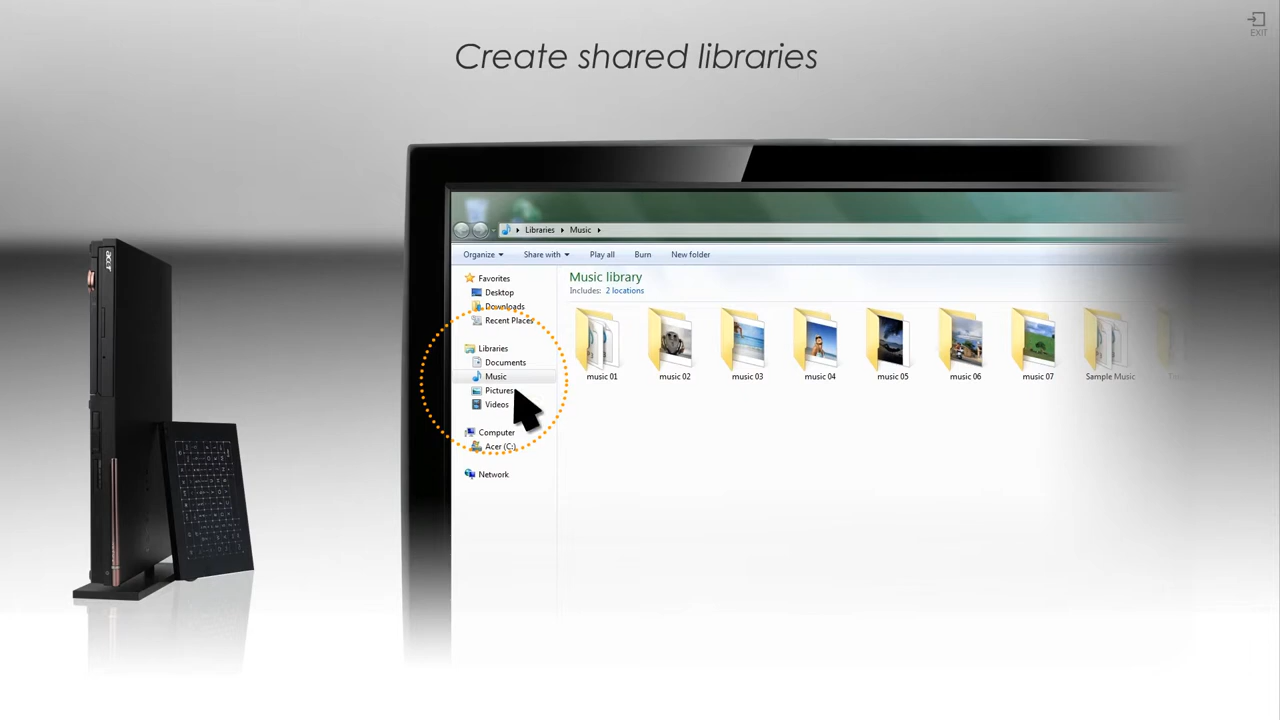 EXIT
Create shared libraries
acer
Libraries
Music
Organize
Share with
Play all
Burn
New folder
Favorites
Desktop
Downloads
Recent Places
Libraries
Documents
Music
Pictures
Videos
Computer
Acer (C:)
Network
Music library
Includes: 2 locations
music 01
music 02
music 03
music 04
music 05
music 06
music 07
Sample Music